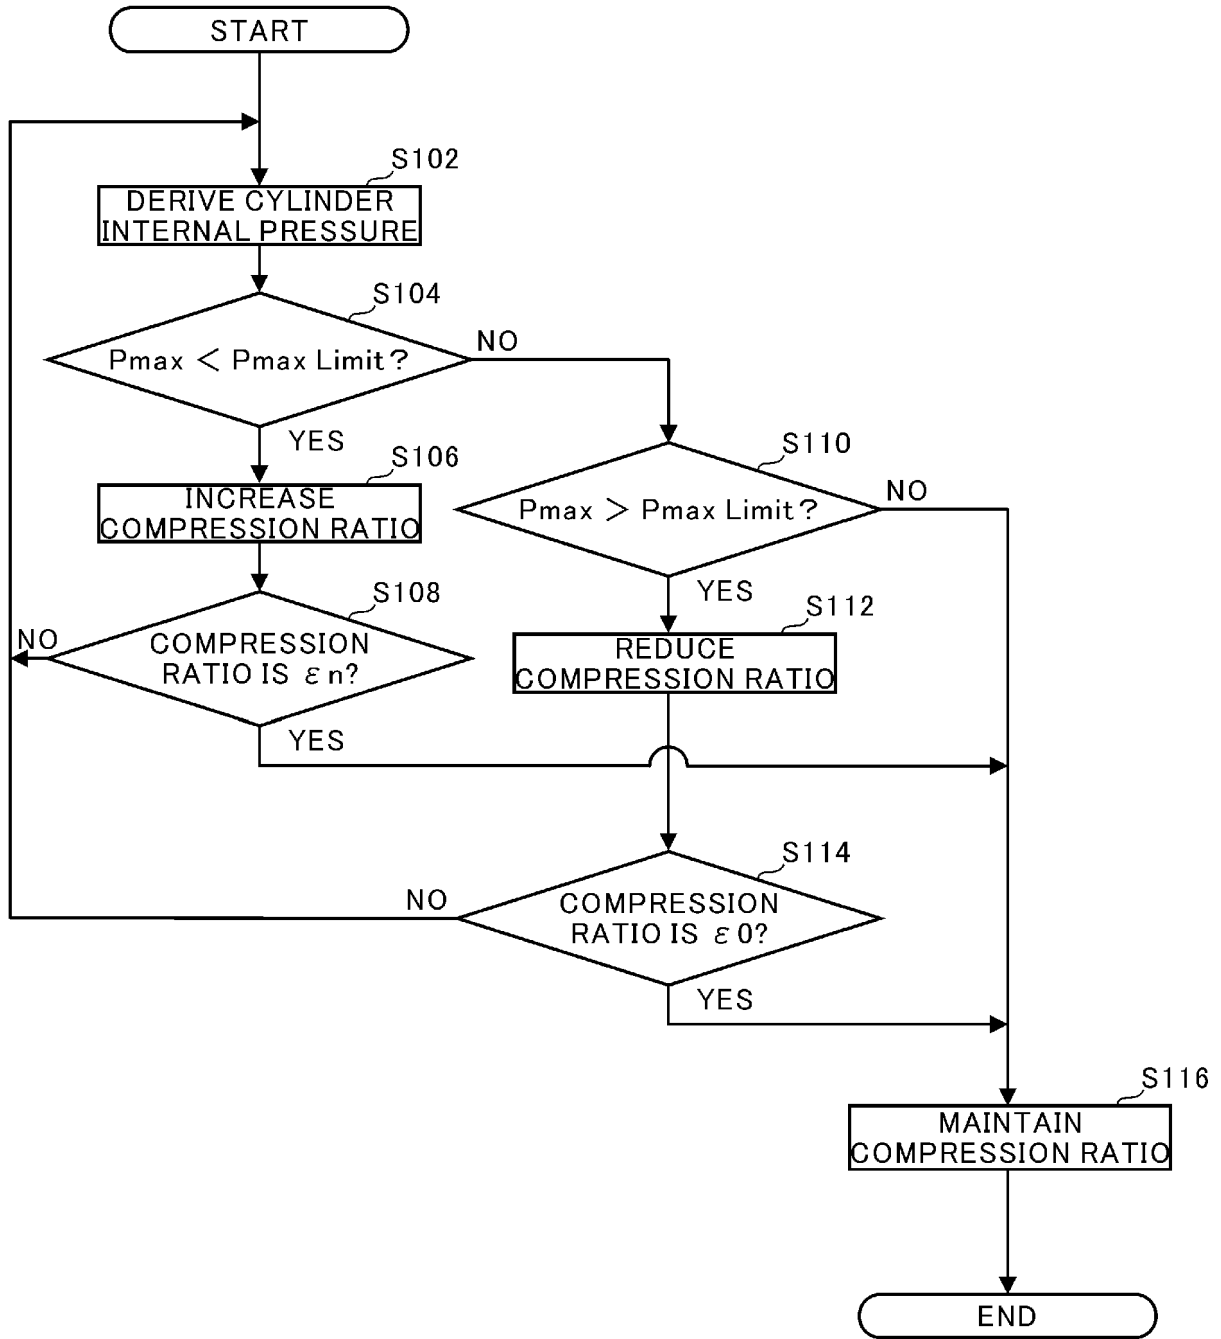 START
S102
DERIVE CYLINDER
INTERNAL PRESSURE
S104
Pmax < Pmax Limit?
NO
YES
S106
INCREASE
COMPRESSION RATIO
S110
Pmax > Pmax Limit?
NO
YES
S108
COMPRESSION
RATIO IS εn?
NO
YES
S112
REDUCE
COMPRESSION RATIO
S114
COMPRESSION
RATIO IS ε0?
NO
YES
S116
MAINTAIN
COMPRESSION RATIO
END